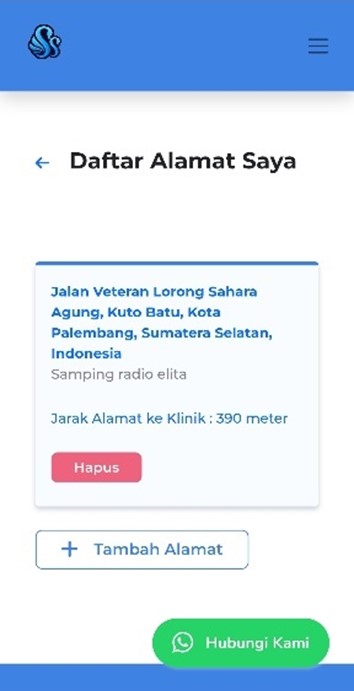 Daftar Alamat Saya
Jalan Veteran Lorong Sahara
Agung, Kuto Batu, Kota
Palembang, Sumatera Selatan,
Indonesia
Samping radio elita
Jarak Alamat ke Klinik : 390 meter
Hapus
+ Tambah Alamat
Hubungi Kami